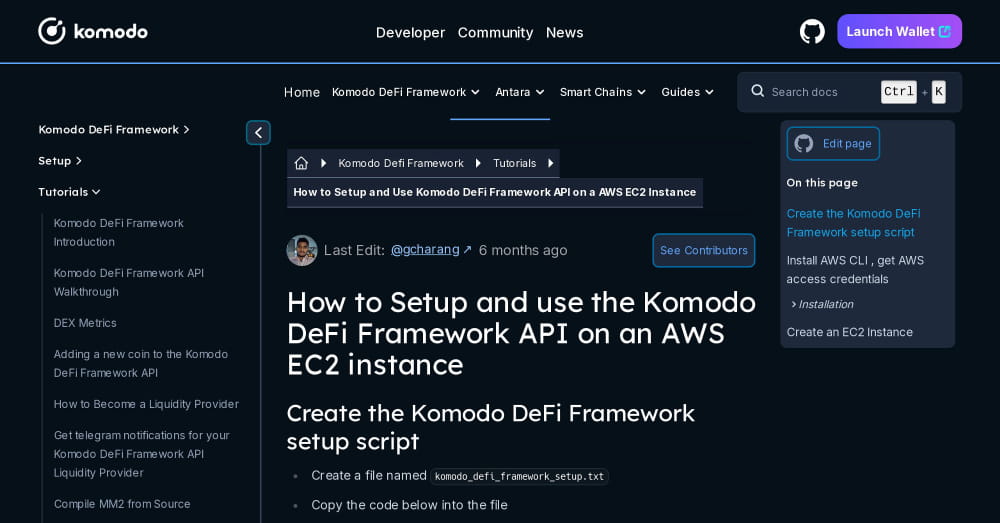 komodo
Developer Community News
Launch Wallet
Home Komodo DeFi Framework Antara Smart Chains Guides
Search docs Ctrl + K
Komodo DeFi Framework
Setup
Tutorials
Komodo DeFi Framework
Introduction
Komodo DeFi Framework API
Walkthrough
DEX Metrics
Adding a new coin to the Komodo
DeFi Framework API
How to Become a Liquidity Provider
Get telegram notifications for your
Komodo DeFi Framework API
Liquidity Provider
Compile MM2 from Source
Komodo Defi Framework Tutorials
How to Setup and Use Komodo DeFi Framework API on a AWS EC2 Instance
Last Edit: @gcharang ↗ 6 months ago
See Contributors
How to Setup and use the Komodo
DeFi Framework API on an AWS
EC2 instance
Create the Komodo DeFi Framework
setup script
• Create a file named komodo_defi_framework_setup.txt
• Copy the code below into the file
Edit page
On this page
Create the Komodo DeFi
Framework setup script
Install AWS CLI , get AWS
access credentials
Installation
Create an EC2 Instance